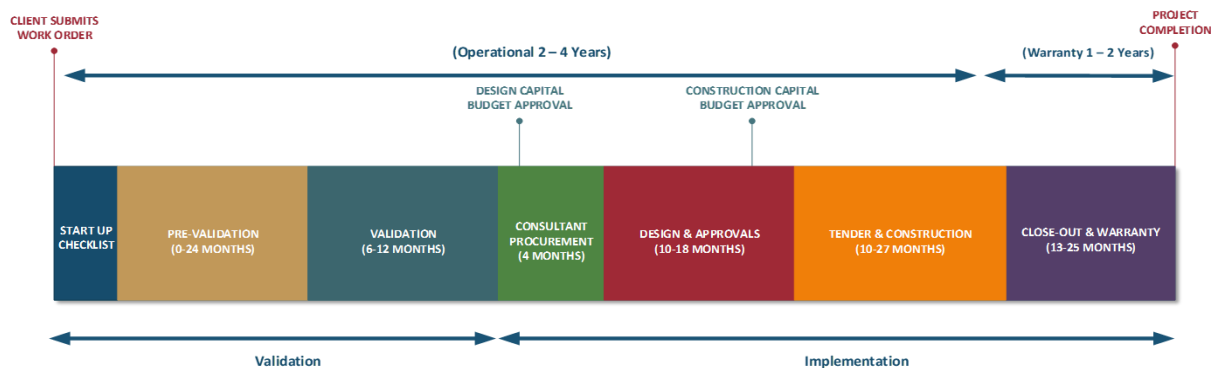 CLIENT SUBMITS
WORK ORDER
PROJECT
COMPLETION
(Operational 2 – 4 Years)
(Warranty 1 – 2 Years)
DESIGN CAPITAL
BUDGET APPROVAL
CONSTRUCTION CAPITAL
BUDGET APPROVAL
START UP
CHECKLIST
PRE-VALIDATION
(0-24 MONTHS)
VALIDATION
(6-12 MONTHS)
CONSULTANT
PROCUREMENT
(4 MONTHS)
DESIGN & APPROVALS
(10-18 MONTHS)
TENDER & CONSTRUCTION
(10-27 MONTHS)
CLOSE-OUT & WARRANTY
(13-25 MONTHS)
Validation
Implementation